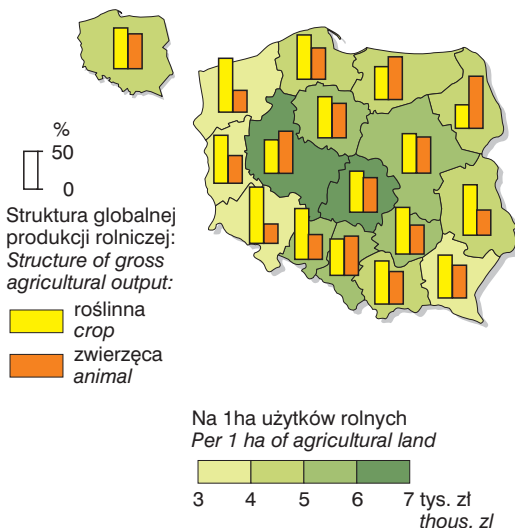 %
50
0
Struktura globalnej
produkcji rolniczej:
Structure of gross
agricultural output:
roślinna
crop
zwierzęca
animal
Na 1ha użytków rolnych
Per 1 ha of agricultural land
3 4 5 6 7 tys. zł
thous. zl